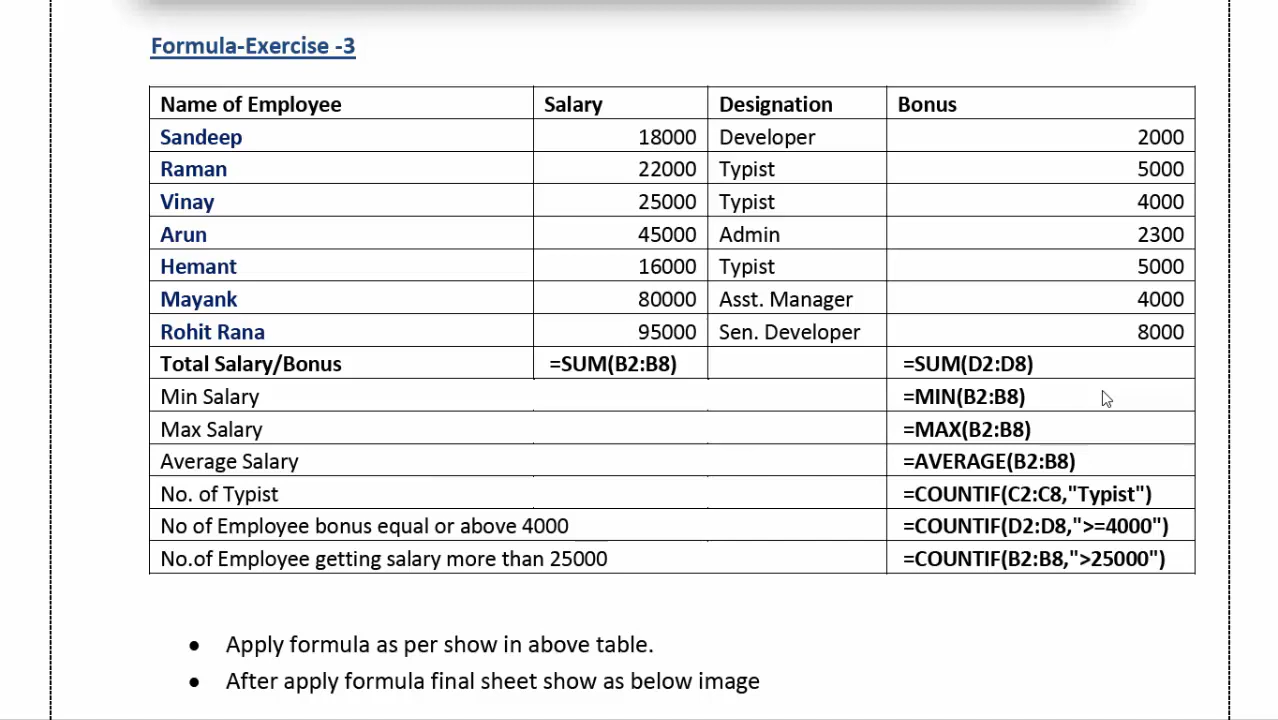 Formula-Exercise -3
Name of Employee Salary Designation Bonus
Sandeep 18000 Developer 2000
Raman 22000 Typist 5000
Vinay 25000 Typist 4000
Arun 45000 Admin 2300
Hemant 16000 Typist 5000
Mayank 80000 Asst. Manager 4000
Rohit Rana 95000 Sen. Developer 8000
Total Salary/Bonus =SUM(B2:B8) =SUM(D2:D8)
Min Salary =MIN(B2:B8)
Max Salary =MAX(B2:B8)
Average Salary =AVERAGE(B2:B8)
No. of Typist =COUNTIF(C2:C8,"Typist")
No of Employee bonus equal or above 4000 =COUNTIF(D2:D8,">=4000")
No.of Employee getting salary more than 25000 =COUNTIF(B2:B8,">25000")
• Apply formula as per show in above table.
• After apply formula final sheet show as below image